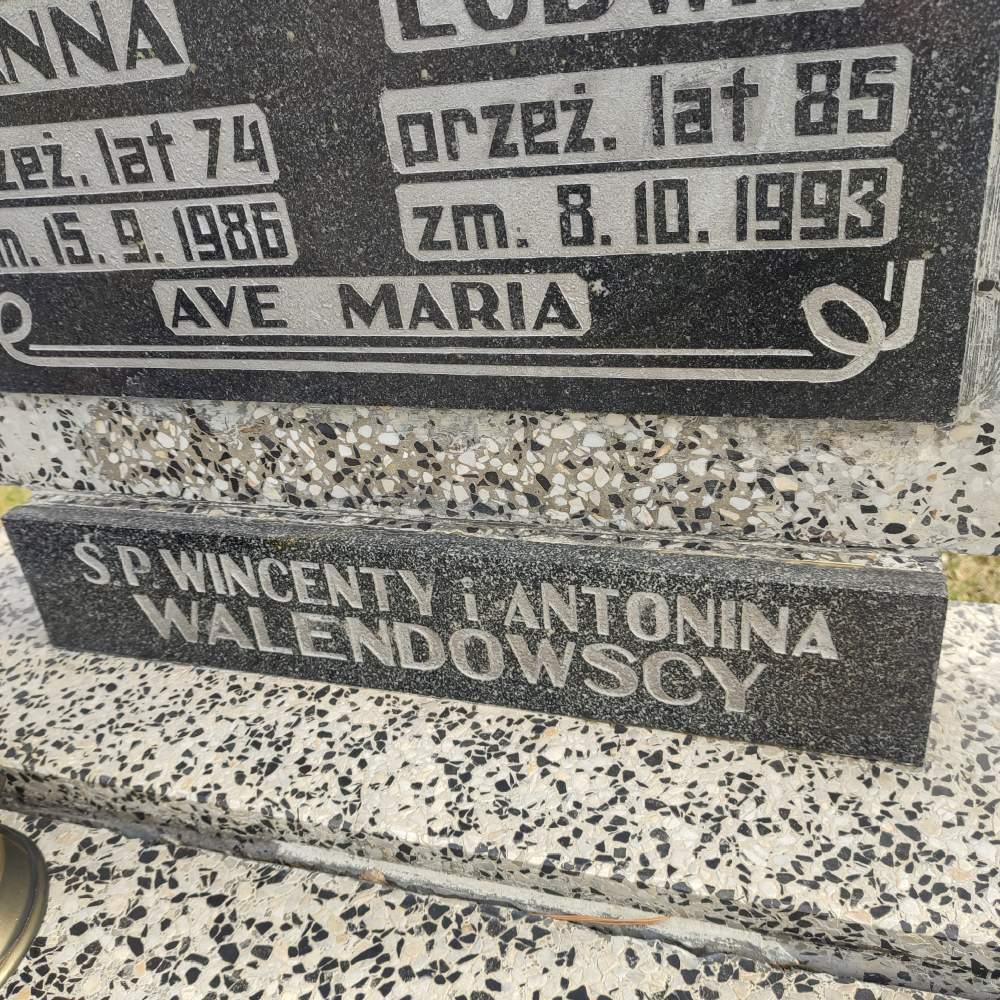 przeż. lat 74
przeż. lat 85
zm. 15. 9. 1986
zm. 8. 10. 1993
AVE MARIA
Ś.P. WINCENTY i ANTONINA
WALENDOWSCY